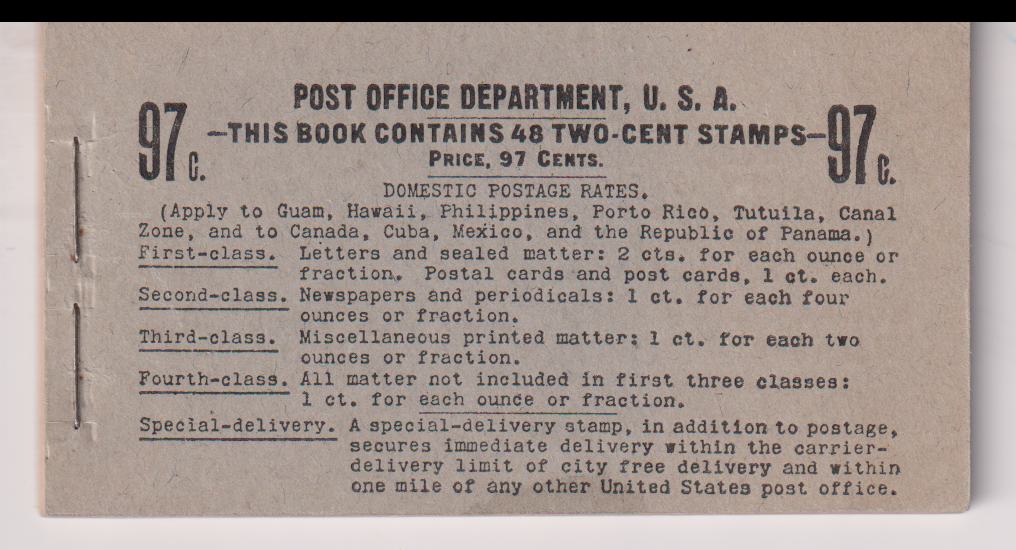 POST OFFICE DEPARTMENT, U. S. A.
97c. —THIS BOOK CONTAINS 48 TWO-CENT STAMPS— 97c.
PRICE, 97 CENTS.
DOMESTIC POSTAGE RATES.
(Apply to Guam, Hawaii, Philippines, Porto Rico, Tutuila, Canal
Zone, and to Canada, Cuba, Mexico, and the Republic of Panama.)
First-class. Letters and sealed matter: 2 cts. for each ounce or
fraction. Postal cards and post cards, 1 ct. each.
Second-class. Newspapers and periodicals: 1 ct. for each four
ounces or fraction.
Third-class. Miscellaneous printed matter: 1 ct. for each two
ounces or fraction.
Fourth-class. All matter not included in first three classes:
1 ct. for each ounce or fraction.
Special-delivery. A special-delivery stamp, in addition to postage,
secures immediate delivery within the carrier-
delivery limit of city free delivery and within
one mile of any other United States post office.